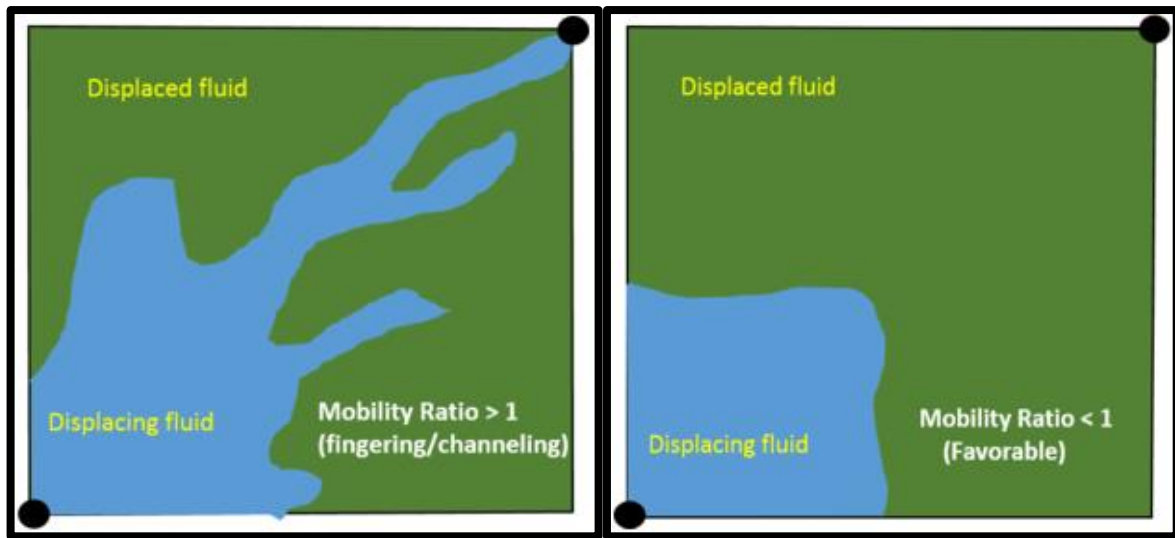 Displaced fluid
Displacing fluid
Mobility Ratio > 1
(fingering/channeling)
Displaced fluid
Displacing fluid
Mobility Ratio < 1
(Favorable)